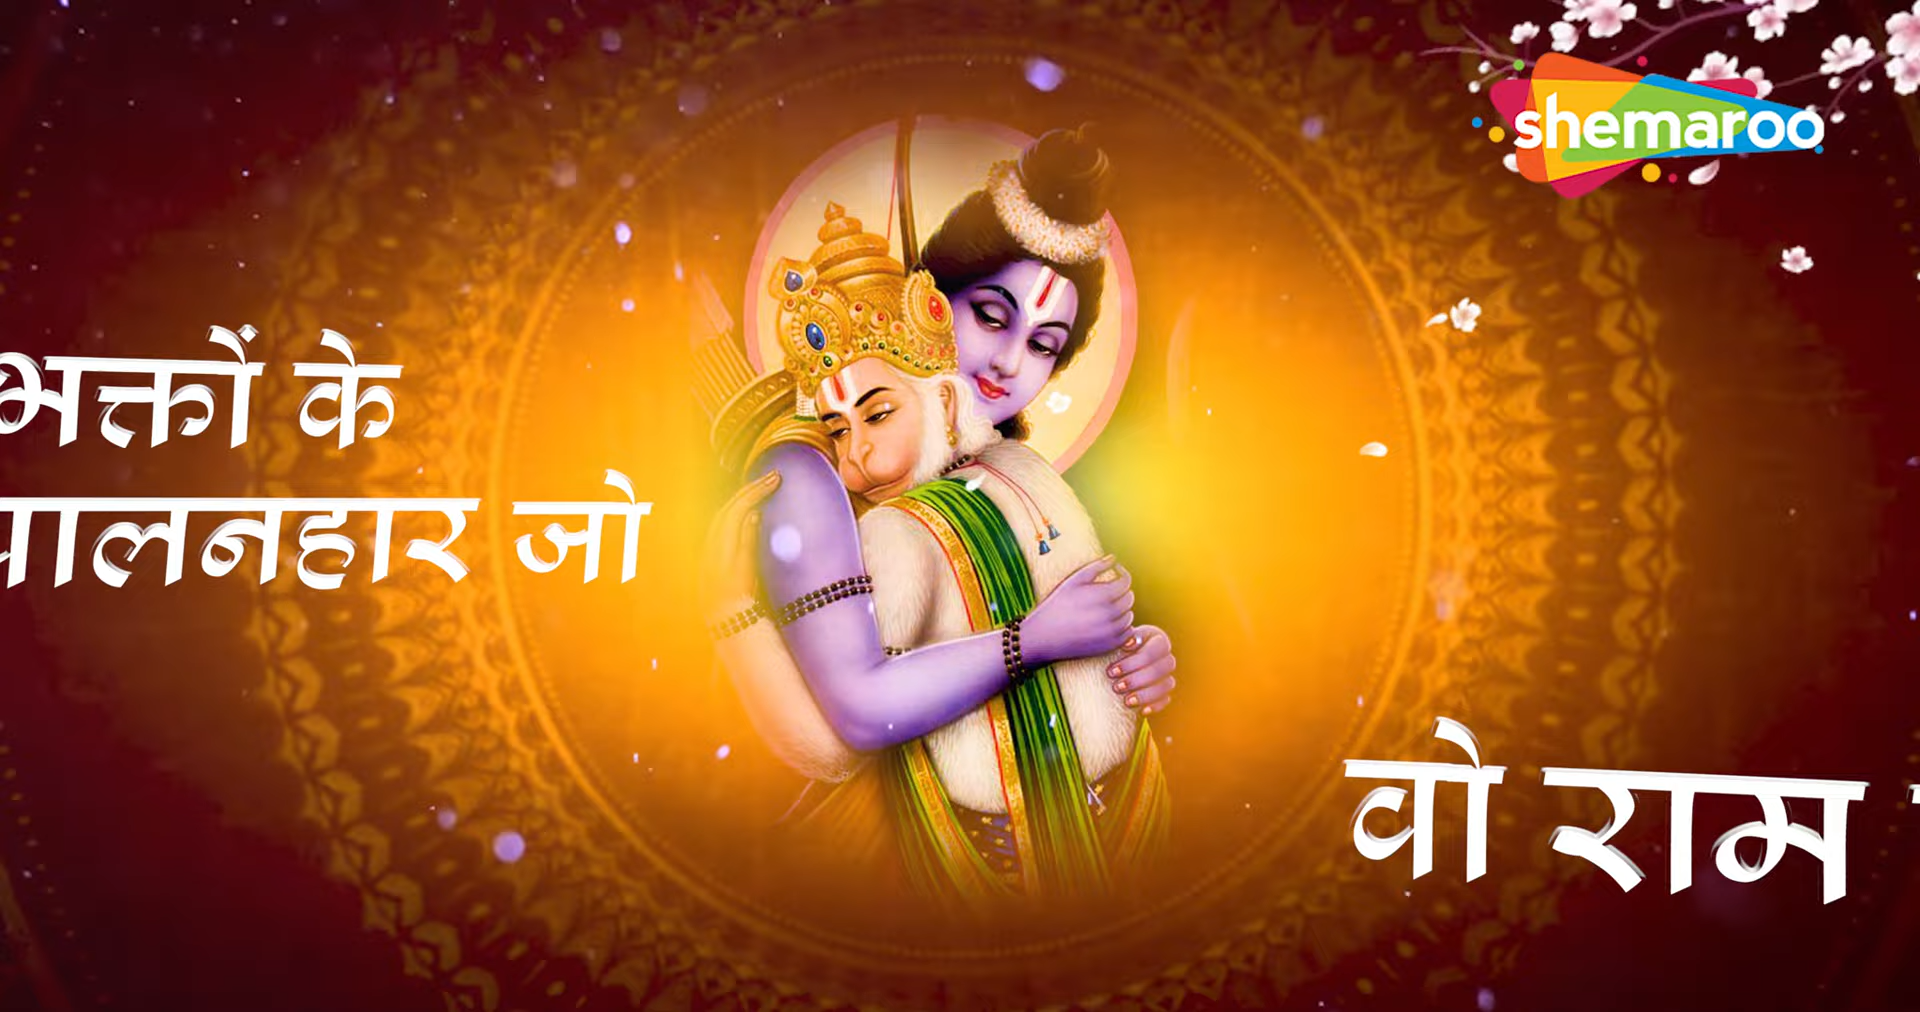 shemaroo
भक्तों के
पालनहार जो
वो राम